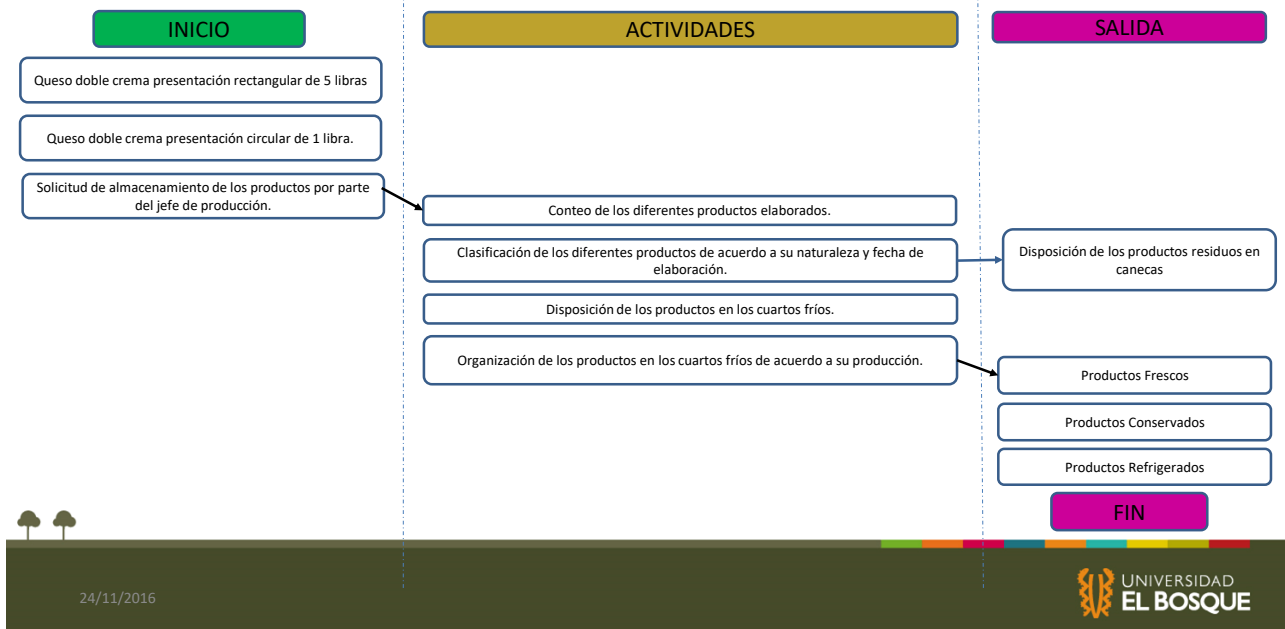 INICIO
Queso doble crema presentación rectangular de 5 libras
Queso doble crema presentación circular de 1 libra.
Solicitud de almacenamiento de los productos por parte
del jefe de producción.
ACTIVIDADES
Conteo de los diferentes productos elaborados.
Clasificación de los diferentes productos de acuerdo a su naturaleza y fecha de
elaboración.
Disposición de los productos en los cuartos fríos.
Organización de los productos en los cuartos fríos de acuerdo a su producción.
SALIDA
Disposición de los productos residuos en
canecas
Productos Frescos
Productos Conservados
Productos Refrigerados
FIN
24/11/2016
UNIVERSIDAD
EL BOSQUE